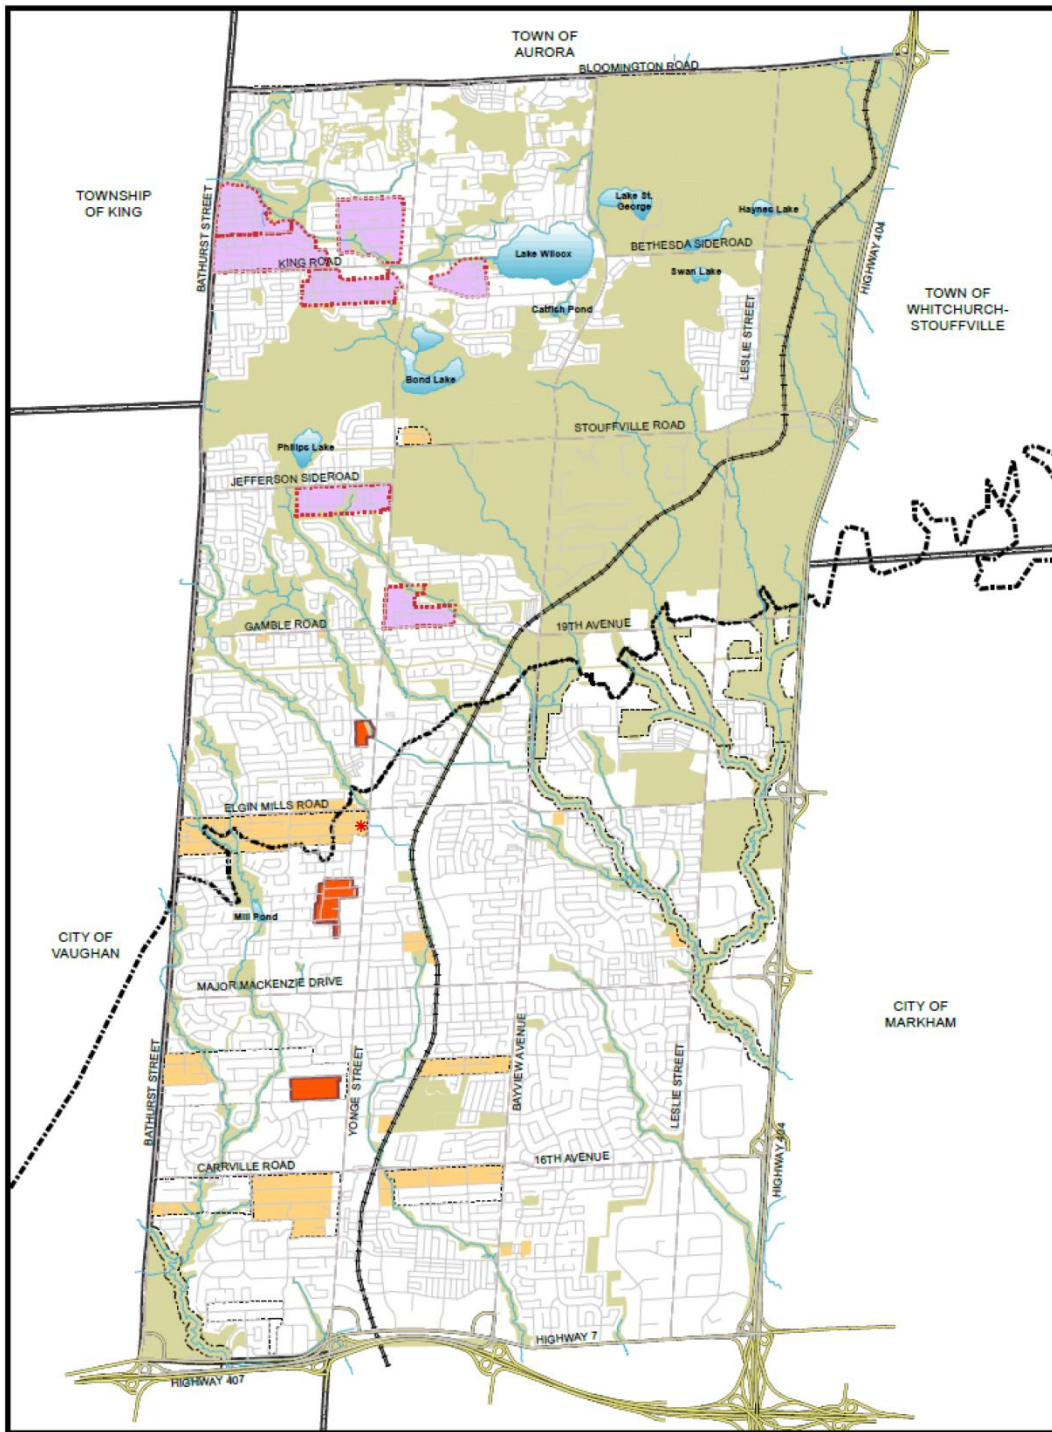 TOWN OF
AURORA
BLOOMINGTON ROAD
TOWNSHIP
OF KING
BATHURST STREET
Lake St.
George
Haynes Lake
KING ROAD
Lake Wilcox
BETHESDA SIDEROAD
Swan Lake
HIGHWAY 404
TOWN OF
WHITCHURCH-
STOUFFVILLE
Catfish Pond
LESLIE STREET
Bond Lake
STOUFFVILLE ROAD
Philips Lake
JEFFERSON SIDEROAD
GAMBLE ROAD
19TH AVENUE
ELGIN MILLS ROAD
Mill Pond
CITY OF
VAUGHAN
MAJOR MACKENZIE DRIVE
CITY OF
MARKHAM
BATHURST STREET
YONGE STREET
BAYVIEW AVENUE
LESLIE STREET
HIGHWAY 404
CARRVILLE ROAD
16TH AVENUE
HIGHWAY 7
HIGHWAY 407